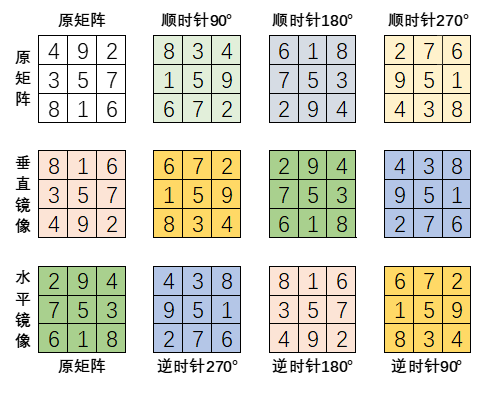 原矩阵 顺时针90° 顺时针180° 顺时针270°
原矩阵
4 9 2 8 3 4 6 1 8 2 7 6
3 5 7 1 5 9 7 5 3 9 5 1
8 1 6 6 7 2 2 9 4 4 3 8
垂直镜像
8 1 6 6 7 2 2 9 4 4 3 8
3 5 7 1 5 9 7 5 3 9 5 1
4 9 2 8 3 4 6 1 8 2 7 6
水平镜像
2 9 4 4 3 8 8 1 6 6 7 2
7 5 3 9 5 1 3 5 7 1 5 9
6 1 8 2 7 6 4 9 2 8 3 4
原矩阵 逆时针270° 逆时针180° 逆时针90°